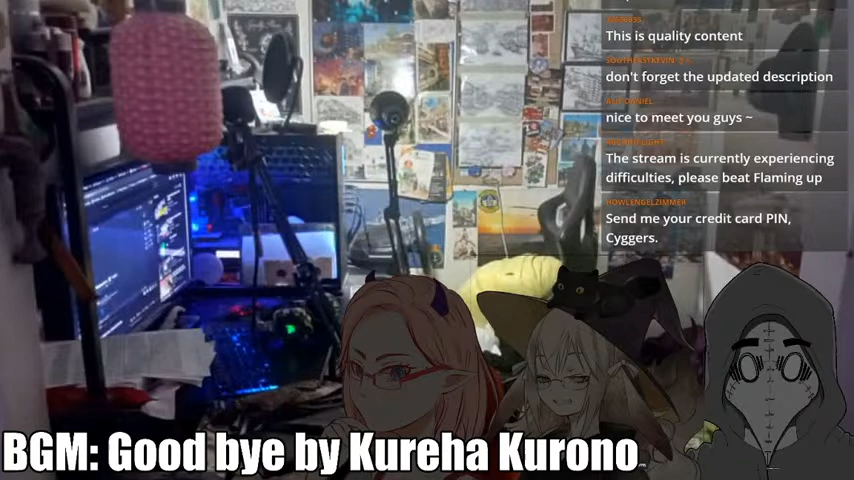 This is quality content
don't forget the updated description
nice to meet you guys ~
The stream is currently experiencing
difficulties, please beat Flaming up
HOWLENGELZIMMER
Send me your credit card PIN,
Cyggers.
BGM: Good bye by Kureha Kurono